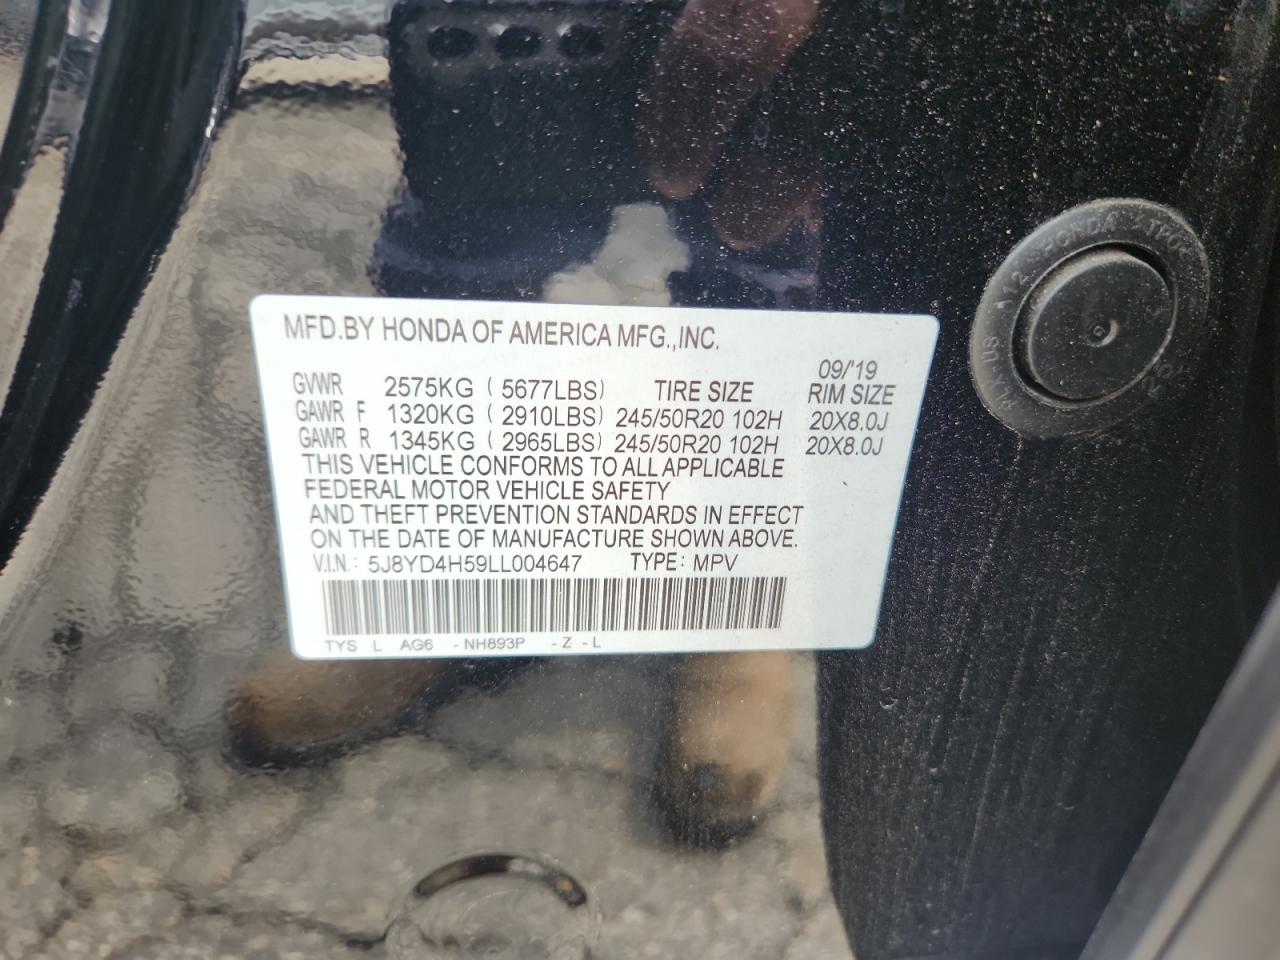 MFD.BY HONDA OF AMERICA MFG.,INC.
09/'19
GVWR 2575KG ( 5677LBS) TIRE SIZE RIM SIZE
GAWR F 1320KG ( 2910LBS) 245/50R20 102H 20X8.0J
GAWR R 1345KG ( 2965LBS) 245/50R20 102H 20X8.0J
THIS VEHICLE CONFORMS TO ALL APPLICABLE
FEDERAL MOTOR VEHICLE SAFETY
AND THEFT PREVENTION STANDARDS IN EFFECT
ON THE DATE OF MANUFACTURE SHOWN ABOVE.
V.I.N.: 5J8YD4H59LL004647 TYPE: MPV
TYS L AG6 -NH893P -Z -L